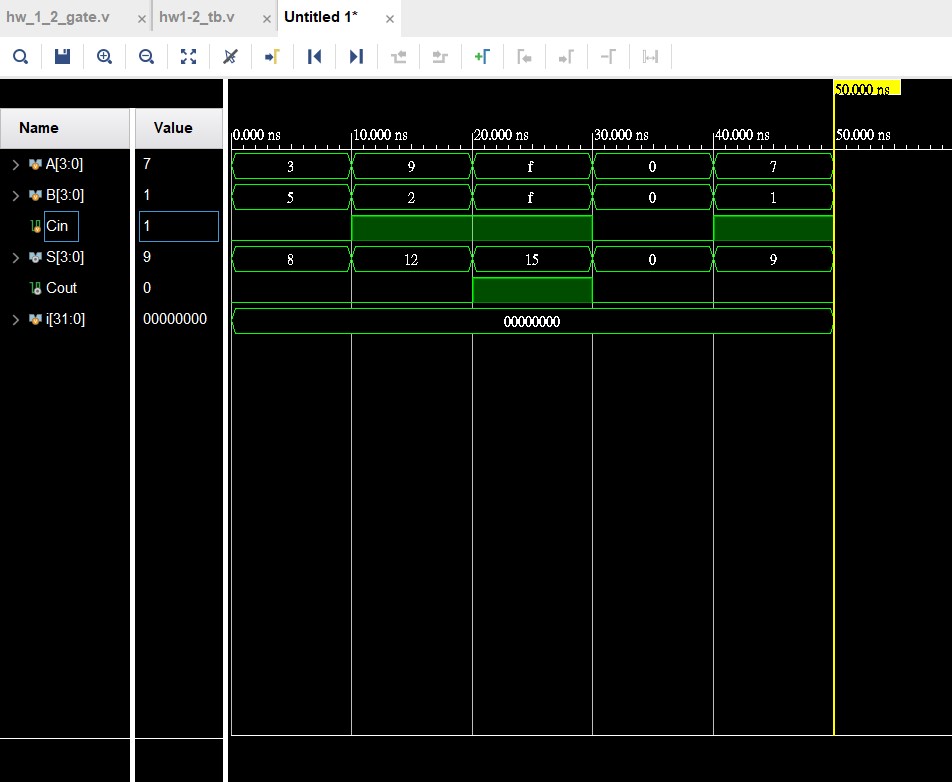 hw_1_2_gate.v × hw1-2_tb.v × Untitled 1* ×
50.000 ns
Name Value 0.000 ns 10.000 ns 20.000 ns 30.000 ns 40.000 ns 50.000 ns
A[3:0] 7 3 9 f 0 7
B[3:0] 1 5 2 f 0 1
Cin 1
S[3:0] 9 8 12 15 0 9
Cout 0
i[31:0] 00000000 00000000